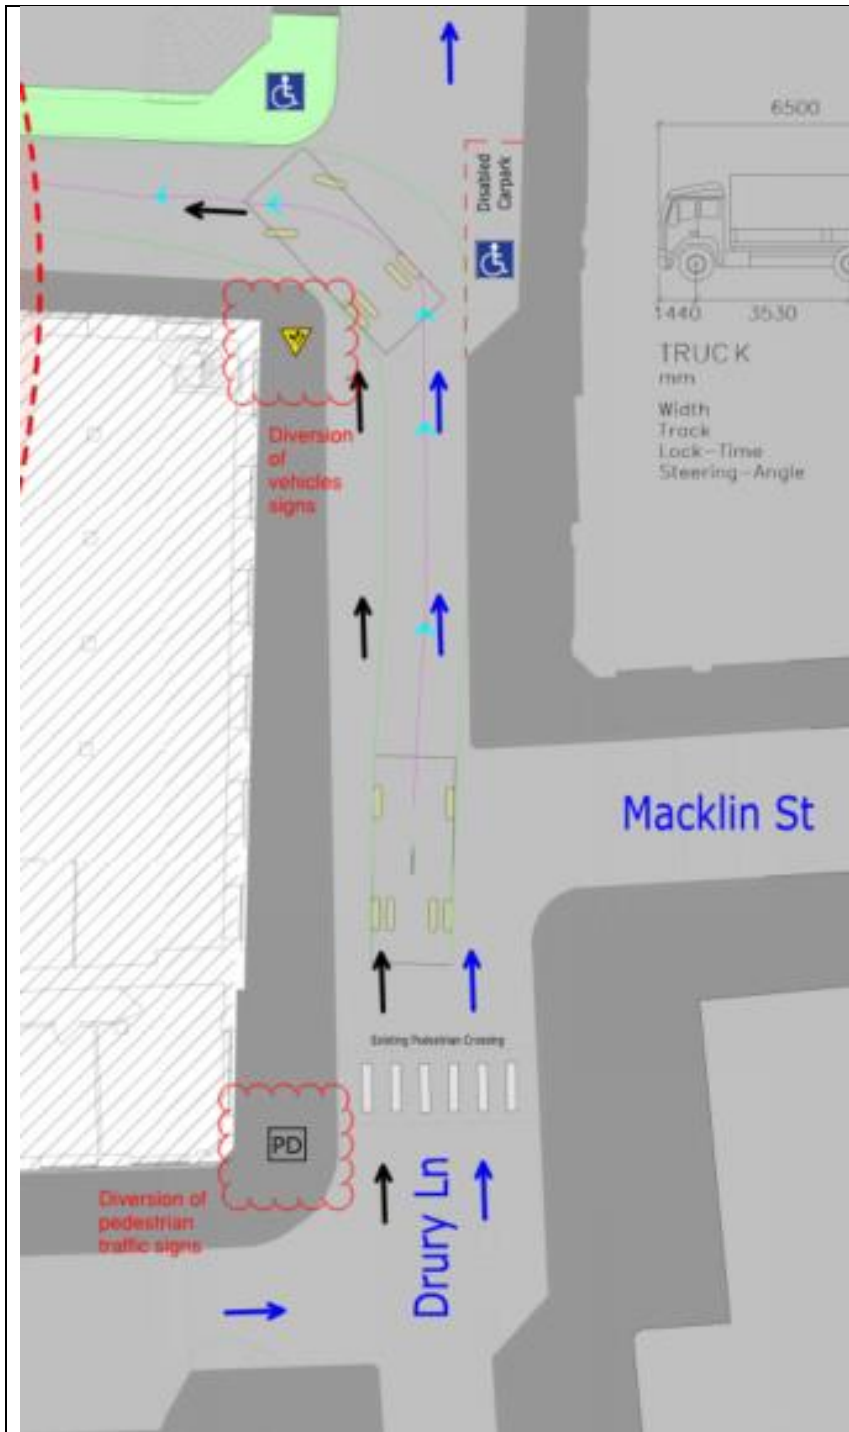 6500
Disabled
Carpark
1440
3530
TRUCK
mm
Width
Track
Lock-Time
Steering-Angle
Diversion
of
vehicles
signs
Macklin St
Existing Pedestrian Crossing
PD
Diversion of
pedestrian
traffic signs
Drury Ln